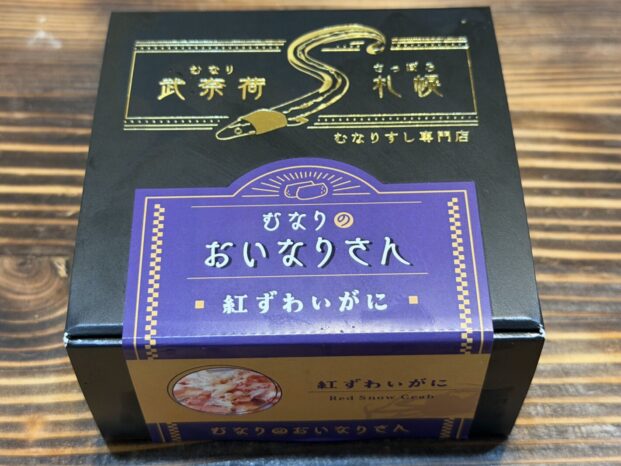 むなり
さっぽろ
武奈荷
札幌
むなりすし専門店
むなりの
おいなりさん
紅ずわいがに
紅ずわいがに
Red Snow Crab
むなりのおいなりさん